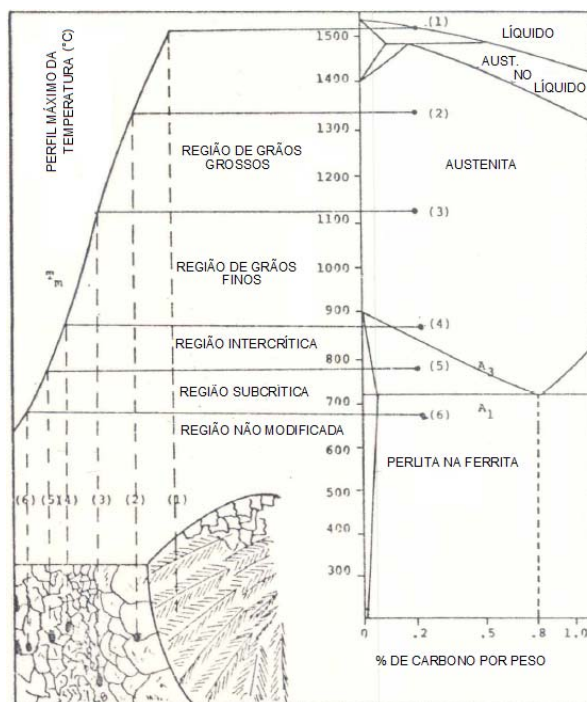 PERFIL MÁXIMO DA
TEMPERATURA (°C)
1500
1400
1300
1200
1100
1000
900
800
700
600
500
400
300
(1)
(2)
(3)
(4)
(5)
(6)
LÍQUIDO
AUST.
NO
LÍQUIDO
AUSTENITA
REGIÃO DE GRÃOS
GROSSOS
REGIÃO DE GRÃOS
FINOS
REGIÃO INTERCRÍTICA
REGIÃO SUBCRÍTICA
REGIÃO NÃO MODIFICADA
A3
A1
PERLITA NA FERRITA
(6) (5) (4) (3) (2) (1)
0 .2 .5 .8 1.0
% DE CARBONO POR PESO